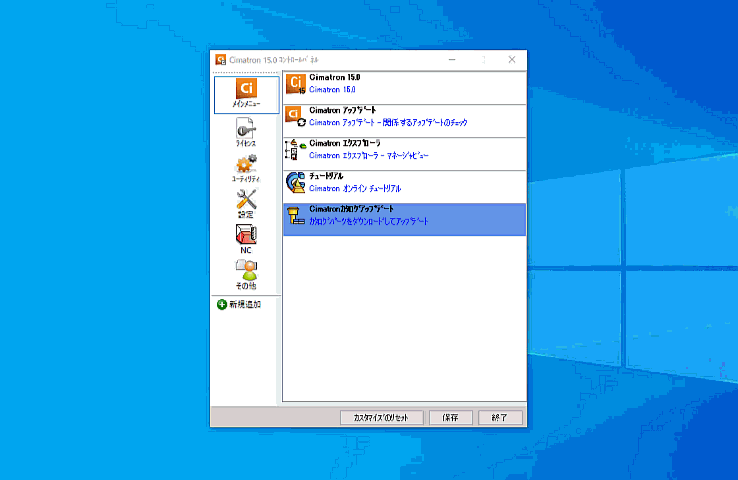 Cimatron 15.0 コントロールパネル
Ci
メインメニュー
ライセンス
ユーティリティ
設定
NC
その他
新規追加
Cimatron 15.0
Cimatron 15.0
Cimatron アップデート
Cimatron アップデート - 関係するアップデートのチェック
Cimatron エクスプローラ
Cimatron エクスプローラ - マネージャビュー
チュートリアル
Cimatron オンライン チュートリアル
Cimatronカタログアップデート
カタログパーツをダウンロードしてアップデート
カスタマイズのリセット
保存
終了